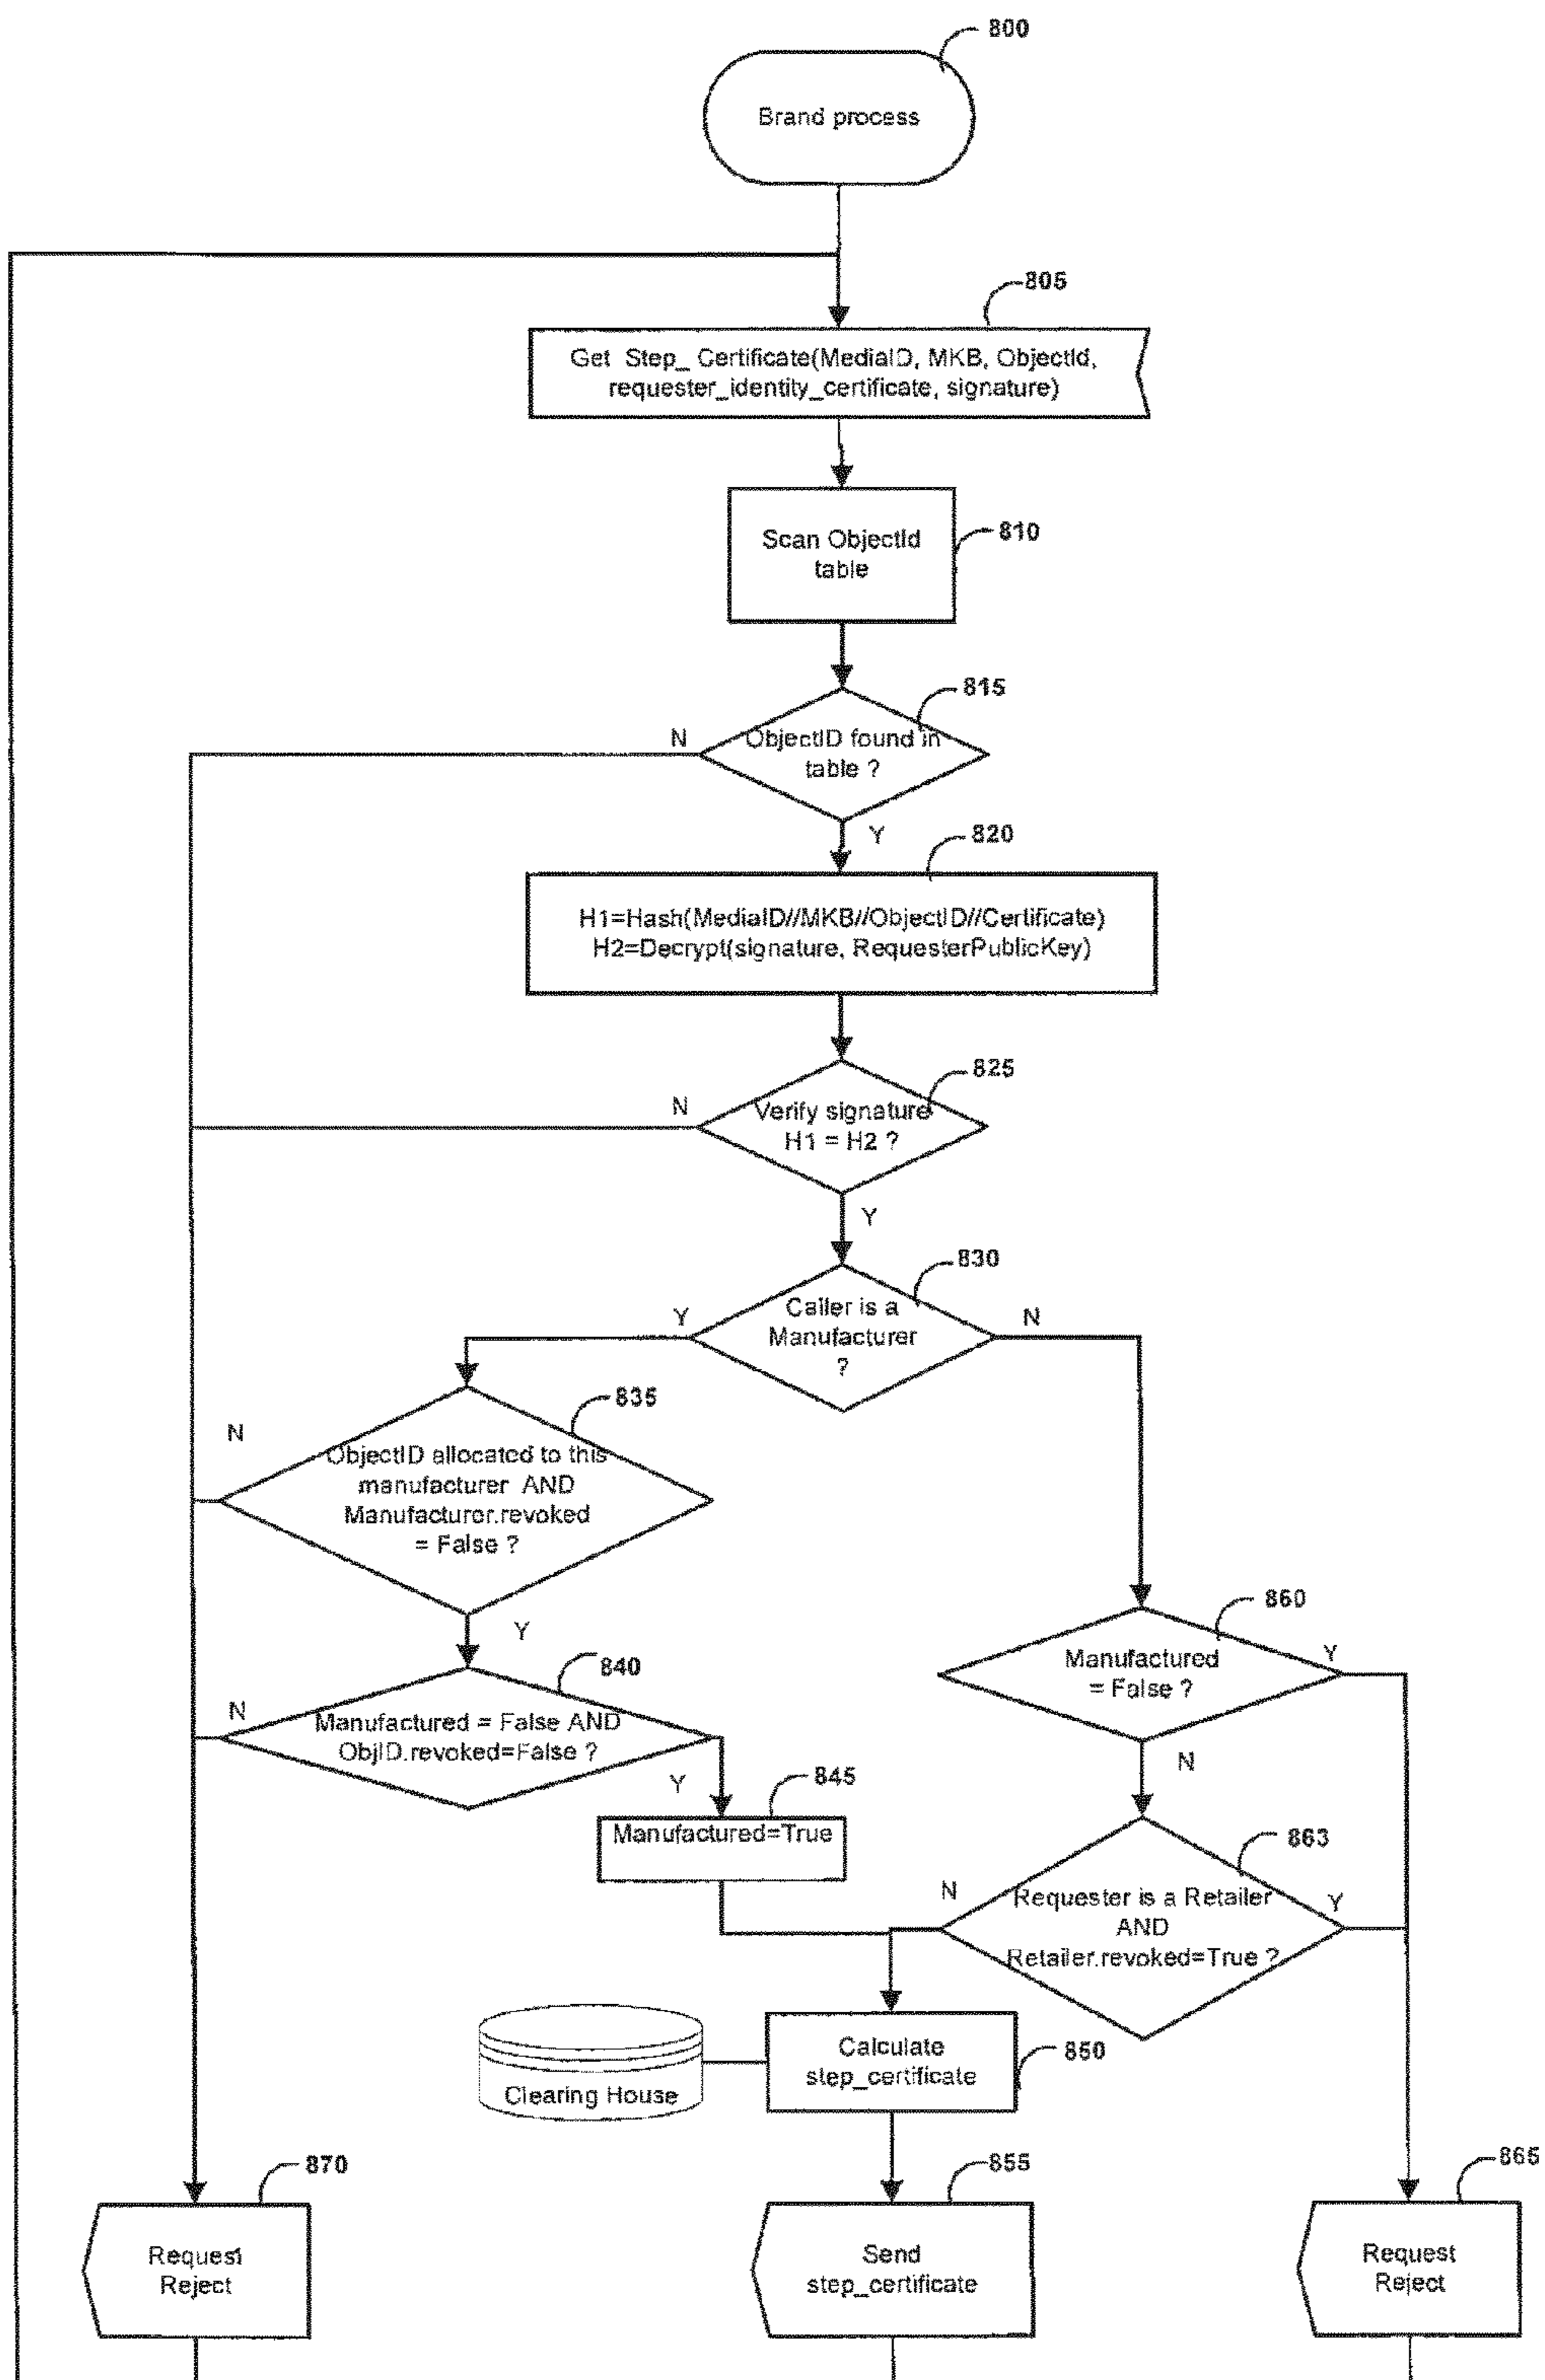 800
Brand process
805
Get Step_ Certificate(MediaID, MKB, ObjectId,
requester_identity_certificate, signature)
Scan ObjectId
table
810
815
N
ObjectID found in
table ?
Y
820
H1=Hash(MediaID//MKB//ObjectID//Certificate)
H2=Decrypt(signature, RequesterPublicKey)
825
N
Verify signature
H1 = H2 ?
Y
830
Y
Caller is a
Manufacturer
?
N
835
N
ObjectID allocated to this
manufacturer AND
Manufacturer.revoked
= False ?
Y
860
Manufactured
= False ?
Y
N
840
N
Manufactured = False AND
ObjID.revoked=False ?
Y
845
Manufactured=True
863
N
Requester is a Retailer
AND
Retailer.revoked=True ?
Y
Clearing House
Calculate
step_certificate
850
870
Request
Reject
855
Send
step_certificate
865
Request
Reject